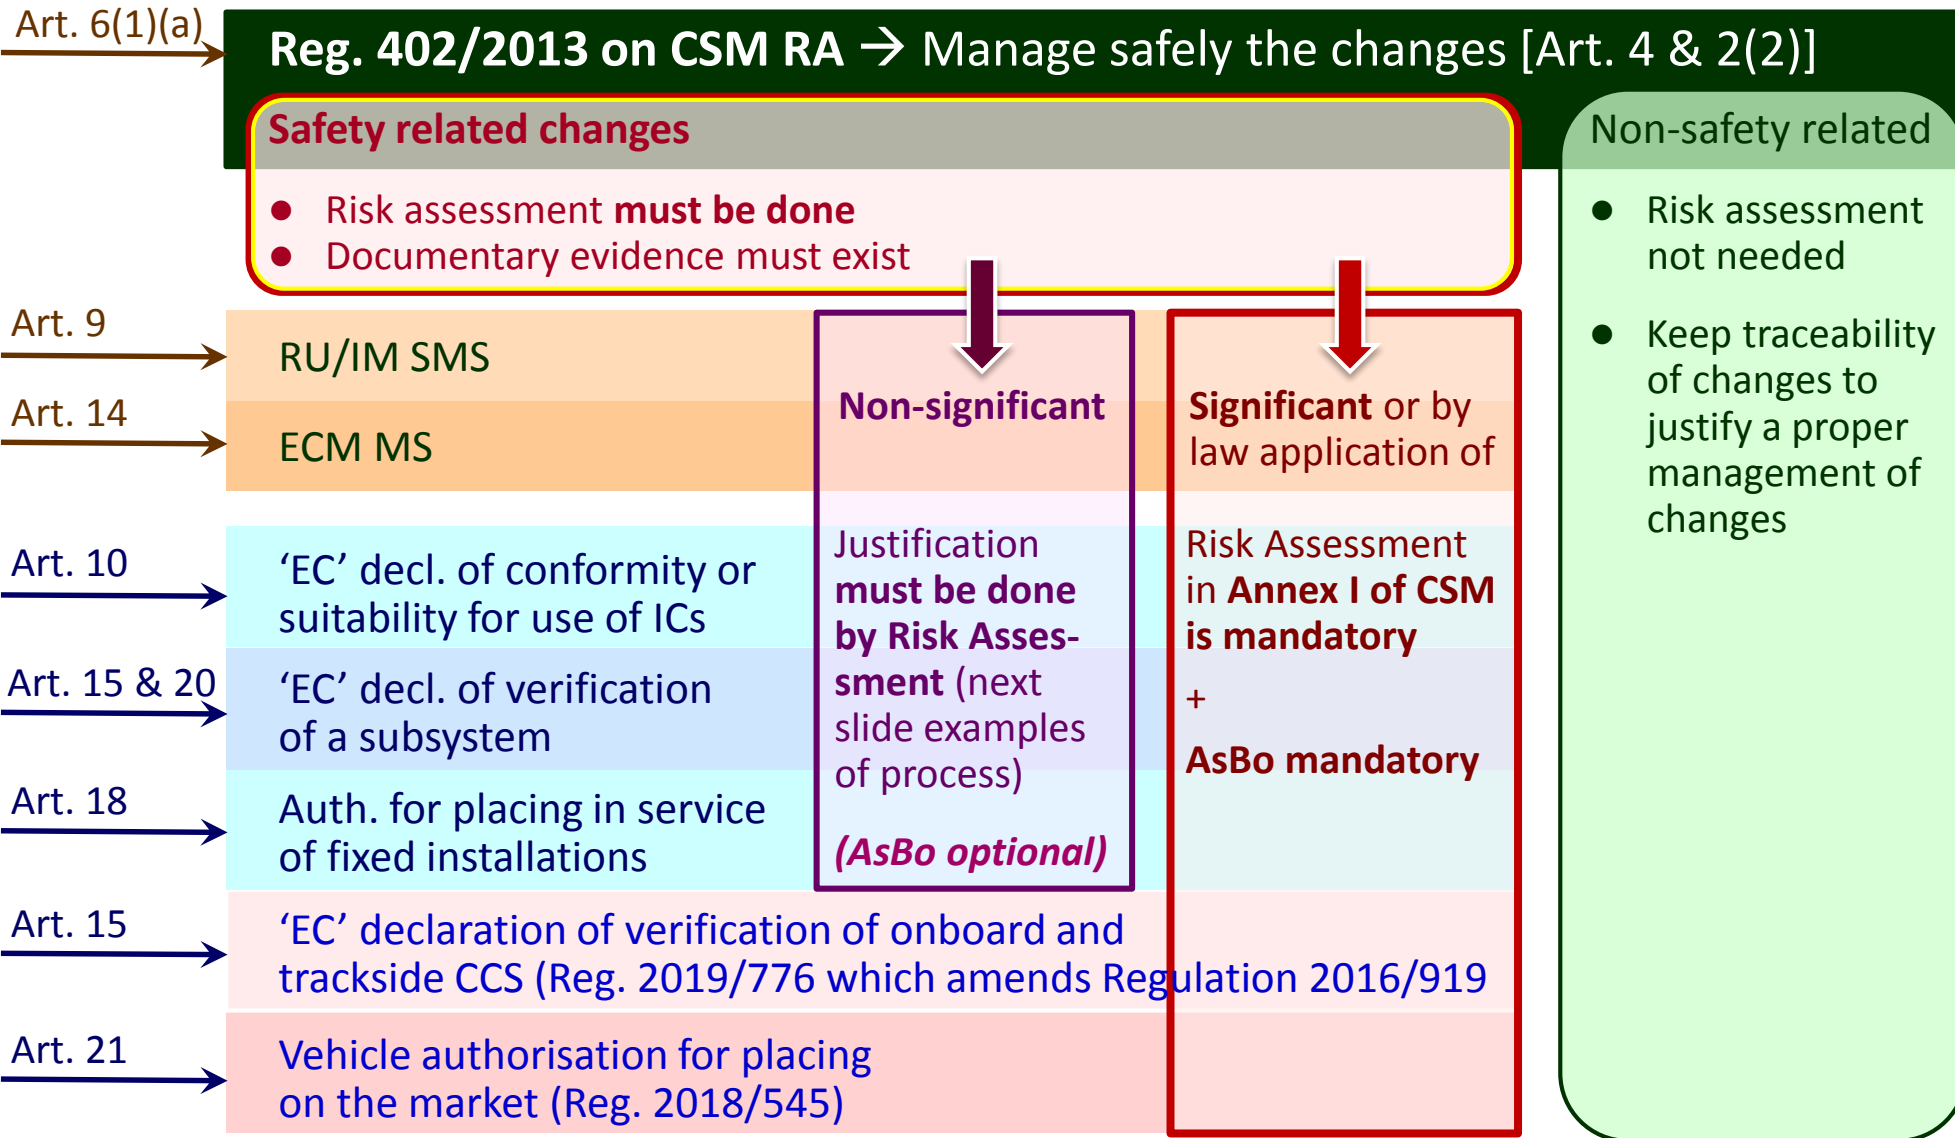 Art. 6(1)(a)
Reg. 402/2013 on CSM RA → Manage safely the changes [Art. 4 & 2(2)]
Safety related changes
● Risk assessment must be done
● Documentary evidence must exist
Non-safety related
● Risk assessment
not needed
● Keep traceability
of changes to
justify a proper
management of
changes
Art. 9
RU/IM SMS
Art. 14
ECM MS
Art. 10
‘EC’ decl. of conformity or
suitability for use of ICs
Art. 15 & 20
‘EC’ decl. of verification
of a subsystem
Art. 18
Auth. for placing in service
of fixed installations
Non-significant
Justification
must be done
by Risk Asses-
sment (next
slide examples
of process)
(AsBo optional)
Significant or by
law application of
Risk Assessment
in Annex I of CSM
is mandatory
+
AsBo mandatory
Art. 15
‘EC’ declaration of verification of onboard and
trackside CCS (Reg. 2019/776 which amends Regulation 2016/919
Art. 21
Vehicle authorisation for placing
on the market (Reg. 2018/545)